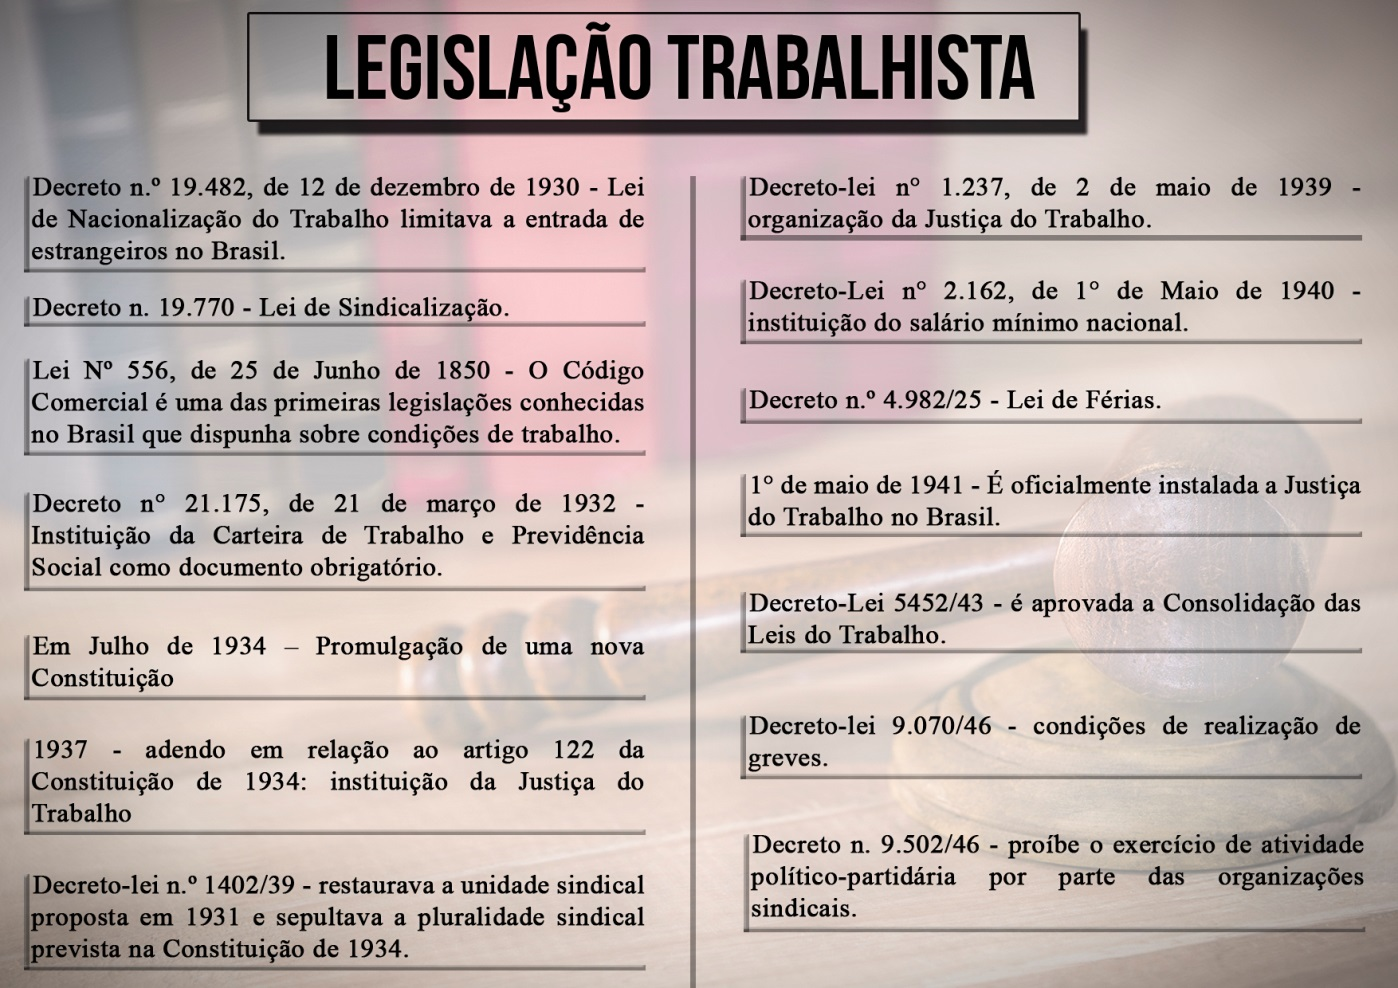 LEGISLAÇÃO TRABALHISTA
Decreto n.º 19.482, de 12 de dezembro de 1930 - Lei
de Nacionalização do Trabalho limitava a entrada de
estrangeiros no Brasil.
Decreto n. 19.770 - Lei de Sindicalização.
Lei Nº 556, de 25 de Junho de 1850 - O Código
Comercial é uma das primeiras legislações conhecidas
no Brasil que dispunha sobre condições de trabalho.
Decreto n° 21.175, de 21 de março de 1932 -
Instituição da Carteira de Trabalho e Previdência
Social como documento obrigatório.
Em Julho de 1934 – Promulgação de uma nova
Constituição
1937 - adendo em relação ao artigo 122 da
Constituição de 1934: instituição da Justiça do
Trabalho
Decreto-lei n.º 1402/39 - restaurava a unidade sindical
proposta em 1931 e sepultava a pluralidade sindical
prevista na Constituição de 1934.
Decreto-lei n° 1.237, de 2 de maio de 1939 -
organização da Justiça do Trabalho.
Decreto-Lei n° 2.162, de 1° de Maio de 1940 -
instituição do salário mínimo nacional.
Decreto n.º 4.982/25 - Lei de Férias.
1° de maio de 1941 - É oficialmente instalada a Justiça
do Trabalho no Brasil.
Decreto-Lei 5452/43 - é aprovada a Consolidação das
Leis do Trabalho.
Decreto-lei 9.070/46 - condições de realização de
greves.
Decreto n. 9.502/46 - proíbe o exercício de atividade
político-partidária por parte das organizações
sindicais.